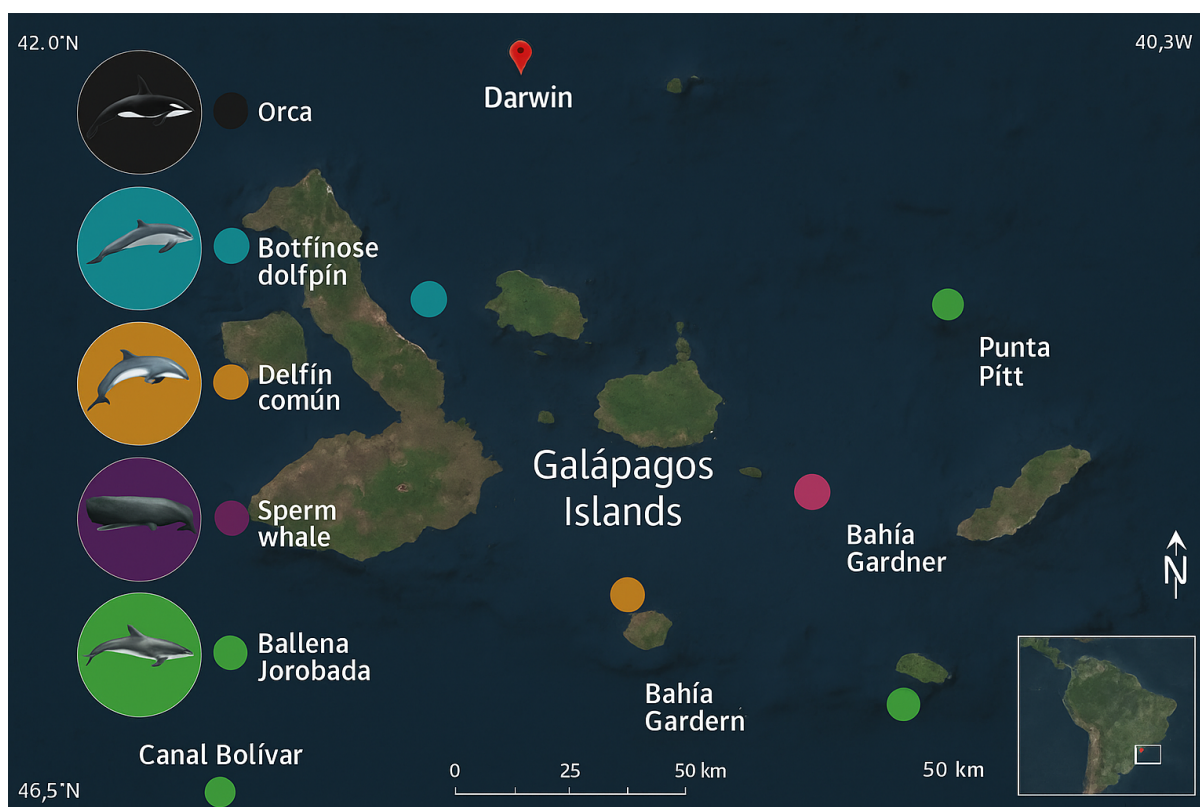 42.0°N
40,3W
Darwin
Orca
Botfínose
dolfpín
Delfín
común
Sperm
whale
Ballena
Jorobada
Galápagos
Islands
Punta
Pítt
Bahía
Gardner
Bahía
Gardern
N
Canal Bolívar
46,5°N
0 25 50 km
50 km